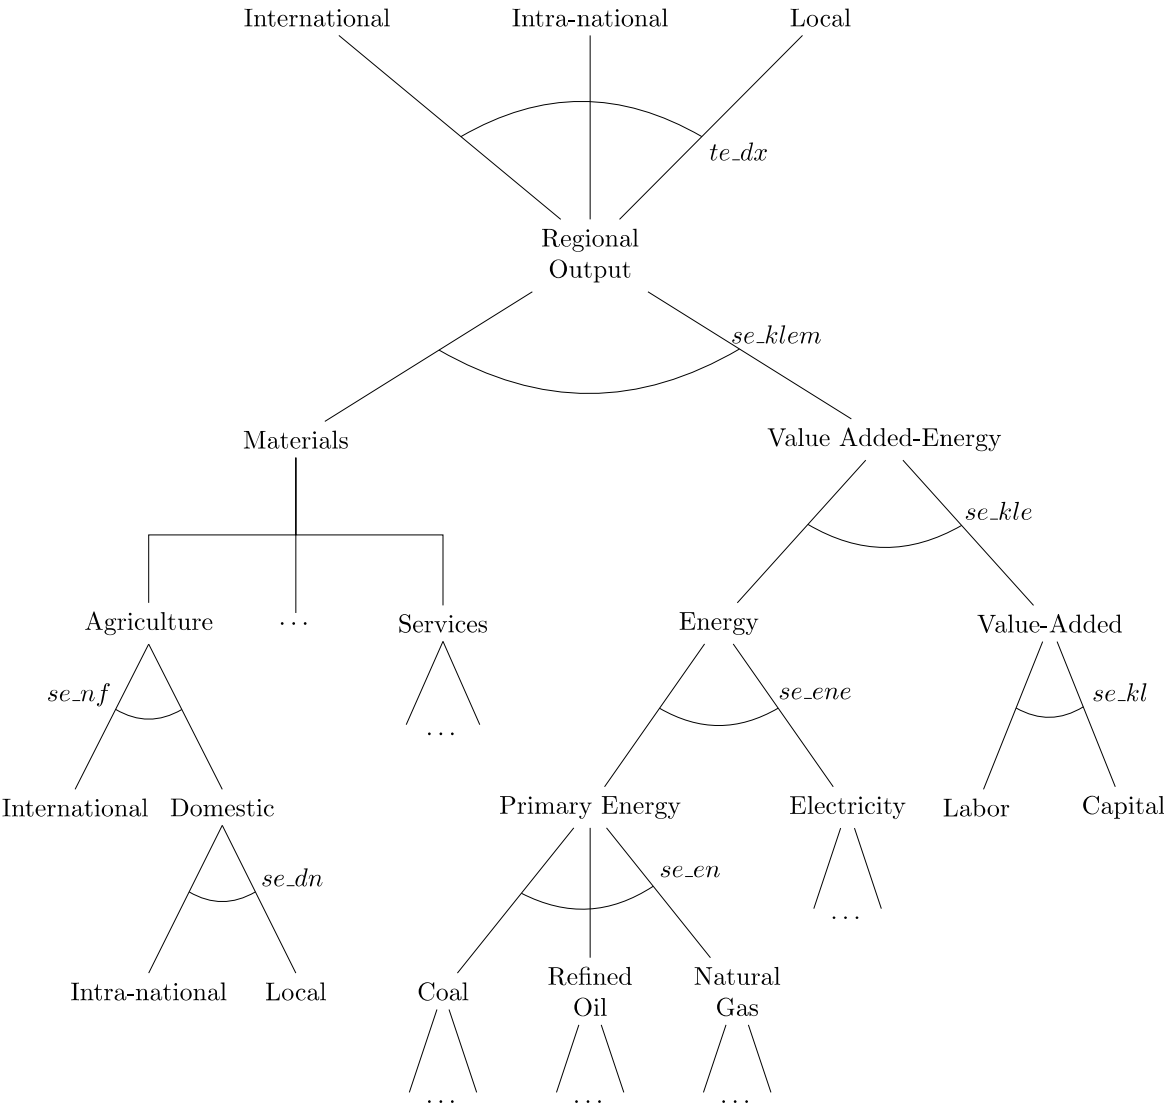 International
Intra-national
Local
te_dx
Regional
Output
se_klem
Materials
Value Added-Energy
se_kle
Agriculture
...
Services
Energy
Value-Added
se_nf
se_ene
se_kl
...
International
Domestic
Primary Energy
Electricity
Labor
Capital
se_dn
se_en
...
Intra-national
Local
Coal
Refined
Oil
Natural
Gas
...
...
...